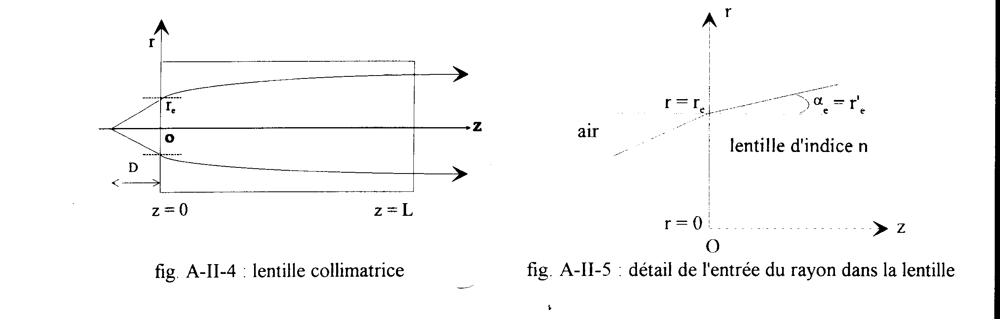 r
r
r_e
r = r_e
α_e = r'_e
z
o
air
lentille d'indice n
D
z = 0
z = L
r = 0
z
O
fig. A-II-4 : lentille collimatrice
fig. A-II-5 : détail de l'entrée du rayon dans la lentille